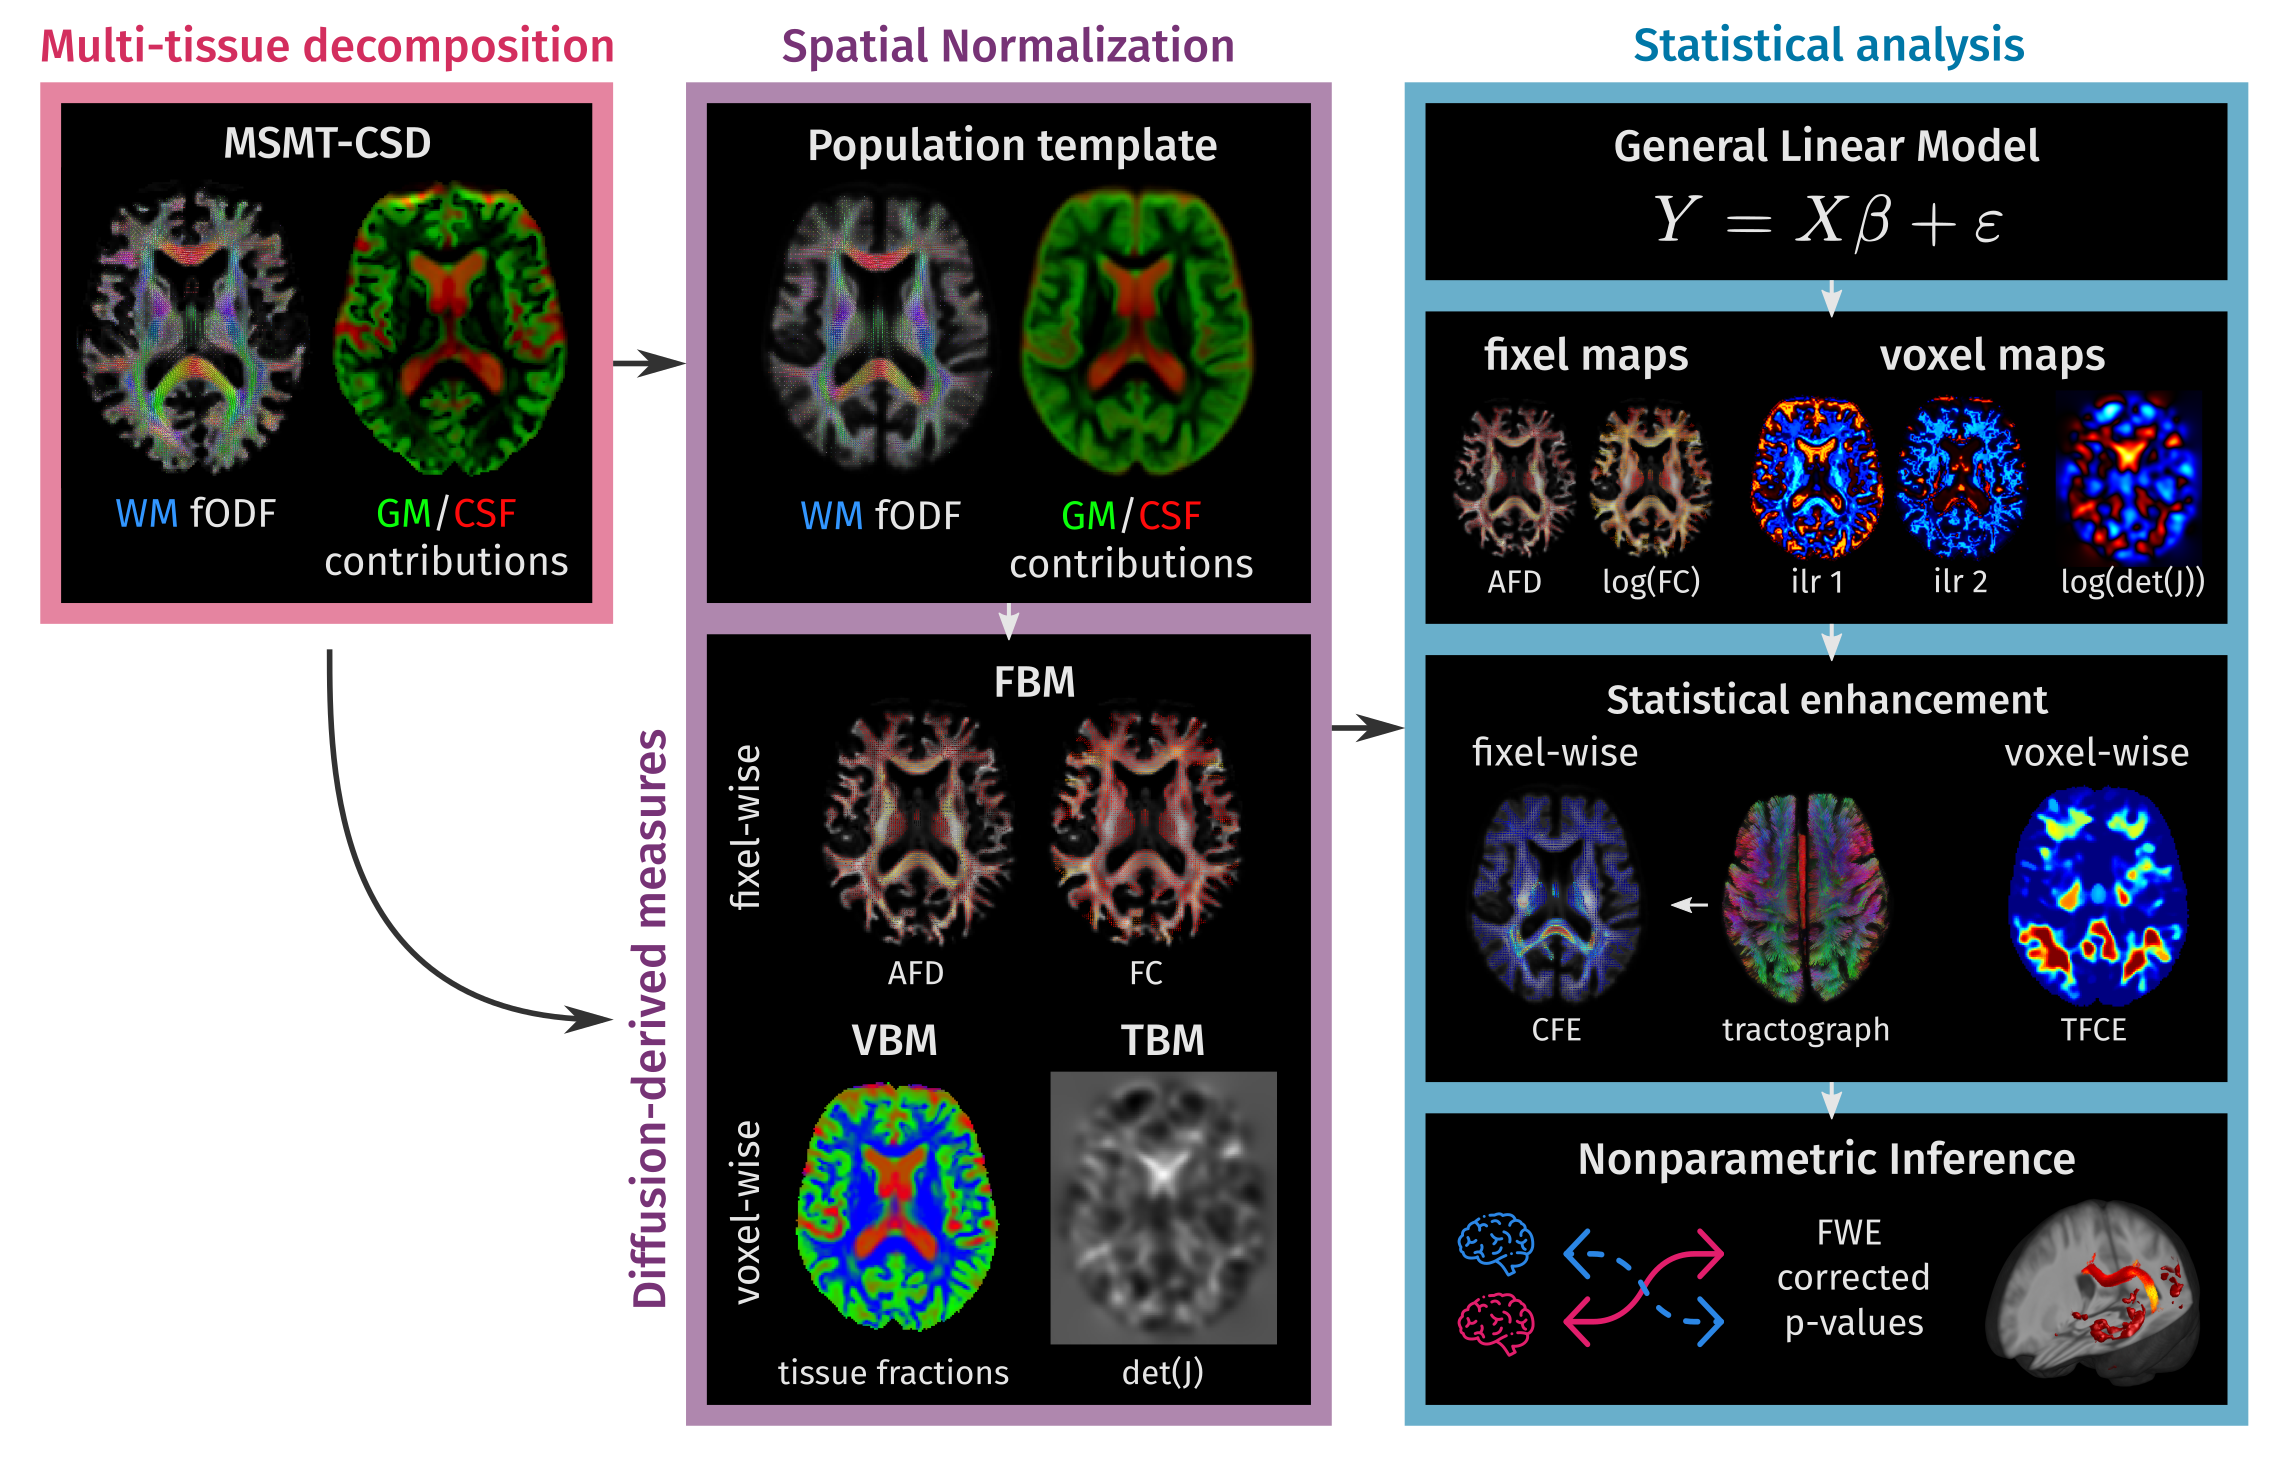 Multi-tissue decomposition
MSMT-CSD
WM fODF
GM/CSF
contributions
Spatial Normalization
Population template
WM fODF
GM/CSF
contributions
Diffusion-derived measures
FBM
fixel-wise
AFD
FC
VBM
TBM
voxel-wise
tissue fractions
det(J)
Statistical analysis
General Linear Model
Y = Xβ + ε
fixel maps
voxel maps
AFD
log(FC)
ilr 1
ilr 2
log(det(J))
Statistical enhancement
fixel-wise
voxel-wise
CFE
tractograph
TFCE
Nonparametric Inference
FWE
corrected
p-values